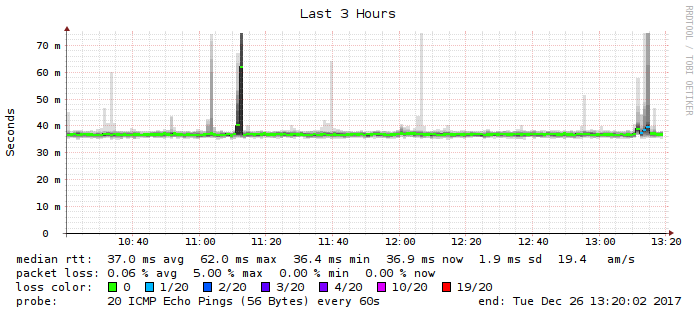 Last 3 Hours
RRDTOOL / TOBI OETIKER
Seconds
70 m
60 m
50 m
40 m
30 m
20 m
10 m
0
10:40 11:00 11:20 11:40 12:00 12:20 12:40 13:00 13:20
median rtt: 37.0 ms avg 62.0 ms max 36.4 ms min 36.9 ms now 1.9 ms sd 19.4 am/s
packet loss: 0.06 % avg 5.00 % max 0.00 % min 0.00 % now
loss color: 0 1/20 2/20 3/20 4/20 10/20 19/20
probe: 20 ICMP Echo Pings (56 Bytes) every 60s end: Tue Dec 26 13:20:02 2017